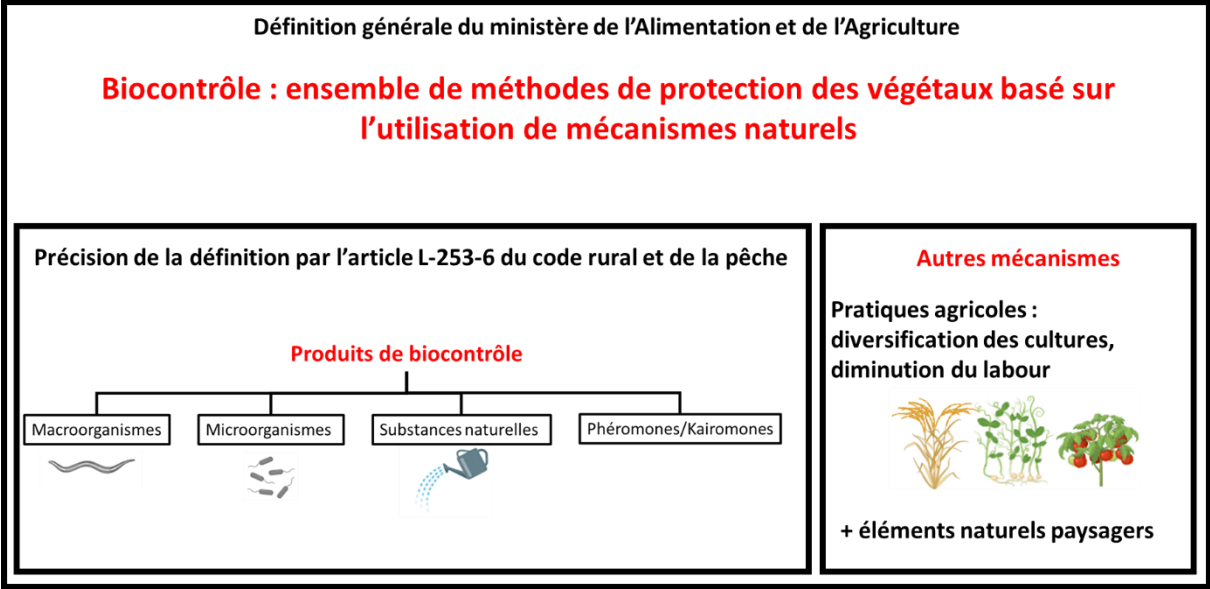 Définition générale du ministère de l’Alimentation et de l’Agriculture
Biocontrôle : ensemble de méthodes de protection des végétaux basé sur
l’utilisation de mécanismes naturels
Précision de la définition par l’article L-253-6 du code rural et de la pêche
Produits de biocontrôle
Macroorganismes
Microorganismes
Substances naturelles
Phéromones/Kairomones
Autres mécanismes
Pratiques agricoles :
diversification des cultures,
diminution du labour
+ éléments naturels paysagers